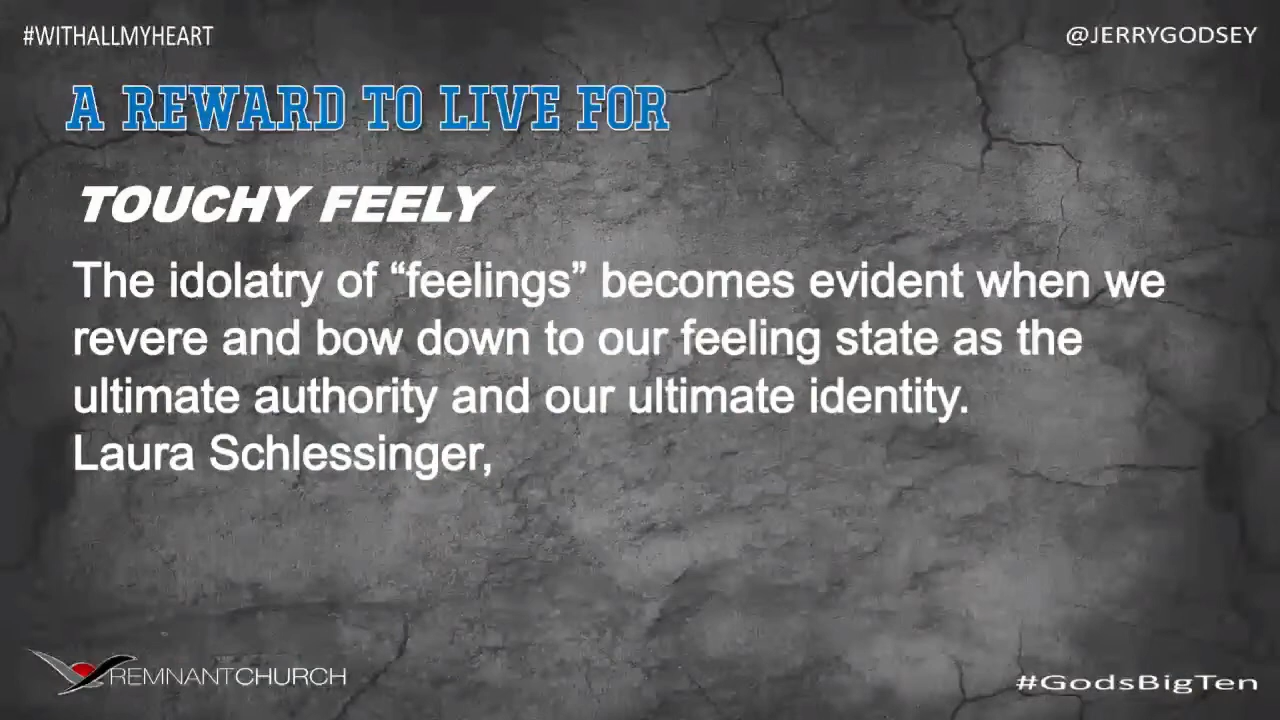 #WITHALLMYHEART
@JERRYGODSEY
A REWARD TO LIVE FOR
TOUCHY FEELY
The idolatry of “feelings” becomes evident when we
revere and bow down to our feeling state as the
ultimate authority and our ultimate identity.
Laura Schlessinger,
REMNANTCHURCH
#GodsBigTen